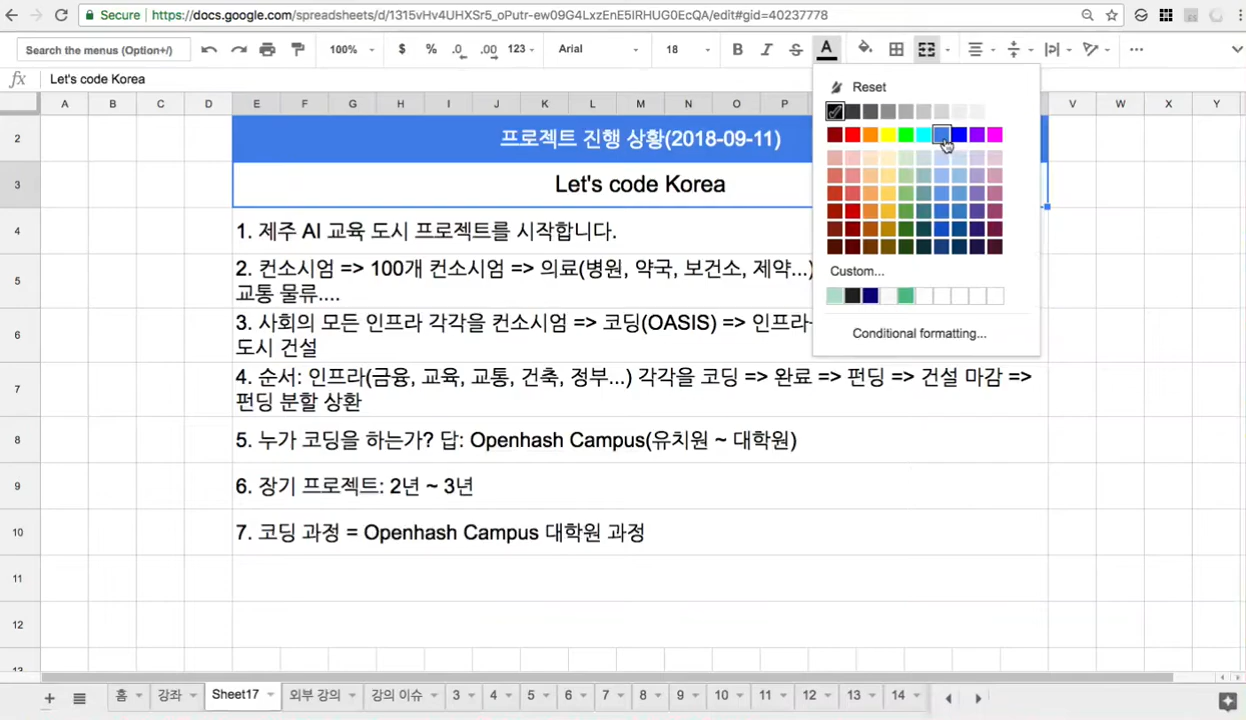 Secure https://docs.google.com/spreadsheets/d/1315vHv4UHXSr5_oPutr-ew09G4LxzEnE5IRHUG0EcQA/edit#gid=40237778
Search the menus (Option+/) 100% $ % .0 .00 123 Arial 18 B I S A
fx Let's code Korea
A B C D E F G H I J K L M N O P V W X Y
Reset
2 프로젝트 진행 상황(2018-09-11)
3 Let's code Korea
4 1. 제주 AI 교육 도시 프로젝트를 시작합니다.
5 2. 컨소시엄 => 100개 컨소시엄 => 의료(병원, 약국, 보건소, 제약...)
교통 물류....
Custom...
6 3. 사회의 모든 인프라 각각을 컨소시엄 => 코딩(OASIS) => 인프라
도시 건설
Conditional formatting...
7 4. 순서: 인프라(금융, 교육, 교통, 건축, 정부...) 각각을 코딩 => 완료 => 펀딩 => 건설 마감 =>
펀딩 분할 상환
8 5. 누가 코딩을 하는가? 답: Openhash Campus(유치원 ~ 대학원)
9 6. 장기 프로젝트: 2년 ~ 3년
10 7. 코딩 과정 = Openhash Campus 대학원 과정
11
12
13
홈 강좌 Sheet17 외부 강의 강의 이슈 3 4 5 6 7 8 9 10 11 12 13 14